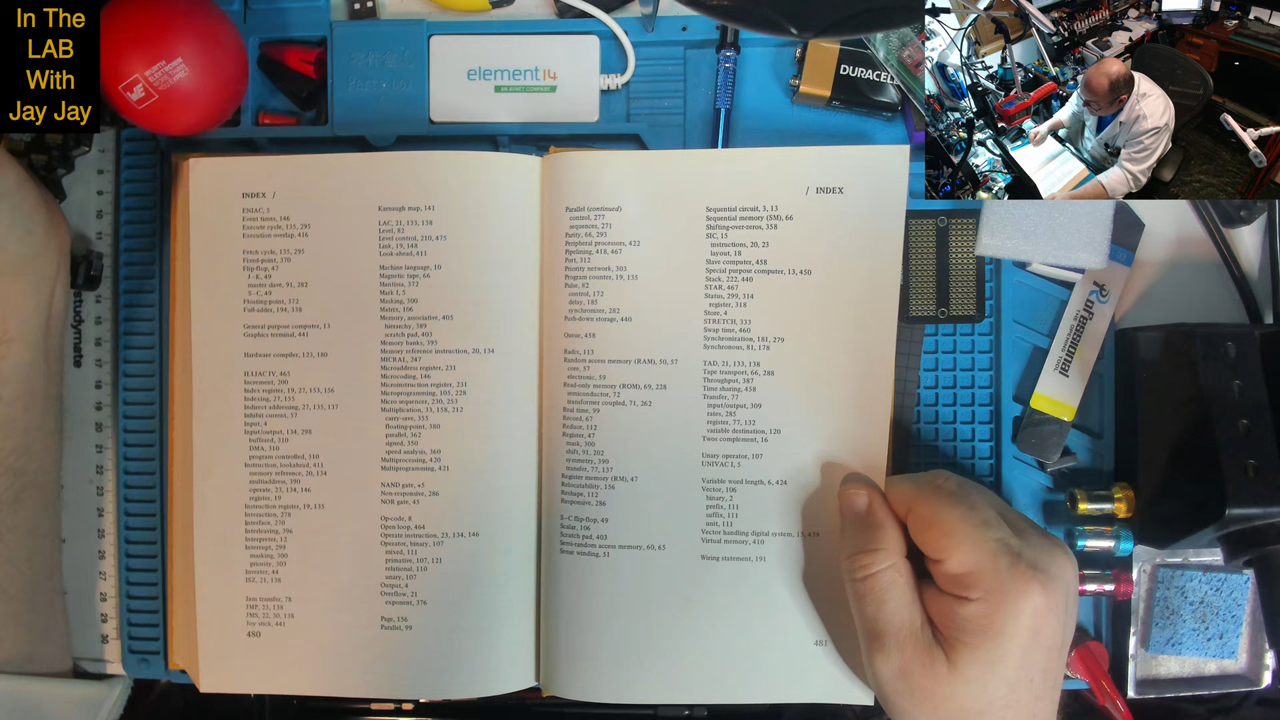 In The
LAB
With
Jay Jay
WE
WURTH
ELEKTRONIK
MORE THAN
YOU EXPECT
element14
AN AVNET COMPANY
DURACELL
INDEX /
ENIAC, 5
Event times, 146
Execute cycle, 135, 295
Execution overlap, 416
Fetch cycle, 135, 295
Fixed-point, 370
Flip-flop, 47
J–K, 49
master slave, 91, 282
S–C, 49
Floating-point, 372
Full-adder, 194, 338
General purpose computer, 13
Graphics terminal, 441
Hardware compiler, 123, 180
ILLIAC IV, 463
Increment, 200
Index register, 19, 27, 153, 156
Indexing, 27, 155
Indirect addressing, 27, 135, 137
Inhibit current, 57
Input, 4
Input/output, 134, 298
buffered, 310
DMA, 310
program controlled, 310
Instruction, lookahead, 411
memory reference, 20, 134
multiaddress, 390
operate, 23, 134, 146
register, 19
Instruction register, 19, 135
Interaction, 278
Interface, 270
Interleaving, 396
Interpreter, 12
Interrupt, 299
masking, 300
priority, 303
Inverter, 44
ISZ, 21, 138
Jam transfer, 78
JMP, 23, 138
JMS, 22, 30, 138
Joy stick, 441
480
Karnaugh map, 141
LAC, 21, 133, 138
Level, 82
Level control, 210, 475
Link, 19, 148
Look-ahead, 411
Machine language, 10
Magnetic tape, 66
Mantissa, 372
Mark I, 5
Masking, 300
Matrix, 106
Memory, associative, 405
hierarchy, 389
scratch pad, 403
Memory banks, 395
Memory reference instruction, 20, 134
MICRAL, 247
Microaddress register, 231
Microcoding, 146
Microinstruction register, 231
Microprogramming, 105, 228
Micro sequences, 230, 253
Multiplication, 33, 158, 212
carry-save, 355
floating-point, 380
parallel, 362
signed, 350
speed analysis, 360
Multiprocessing, 420
Multiprogramming, 421
NAND gate, 45
Non-responsive, 286
NOR gate, 45
Op-code, 8
Open loop, 464
Operate instruction, 23, 134, 146
Operator, binary, 107
mixed, 111
primative, 107, 121
relational, 110
unary, 107
Output, 4
Overflow, 21
exponent, 376
Page, 156
Parallel, 99
/ INDEX
Parallel (continued)
control, 277
sequences, 271
Parity, 66, 293
Peripheral processors, 422
Pipelining, 418, 467
Port, 312
Priority network, 303
Program counter, 19, 135
Pulse, 82
control, 172
delay, 185
synchronizer, 282
Push-down storage, 440
Queue, 458
Radix, 113
Random access memory (RAM), 50, 57
core, 57
electronic, 59
Read-only memory (ROM), 69, 228
semiconductor, 72
transformer coupled, 71, 262
Real time, 99
Record, 67
Reduce, 112
Register, 47
mask, 300
shift, 91, 202
symmetry, 390
transfer, 77, 137
Register memory (RM), 47
Relocatability, 156
Reshape, 112
Responsive, 286
S–C flip-flop, 49
Scalar, 106
Scratch pad, 403
Semi-random access memory, 60, 65
Sense winding, 51
Sequential circuit, 3, 13
Sequential memory (SM), 66
Shifting-over-zeros, 358
SIC, 15
instructions, 20, 23
layout, 18
Slave computer, 458
Special purpose computer, 13, 450
Stack, 222, 440
STAR, 467
Status, 299, 314
register, 318
Store, 4
STRETCH, 333
Swap time, 460
Synchronization, 181, 279
Synchronous, 81, 178
TAD, 21, 133, 138
Tape transport, 66, 288
Throughput, 387
Time sharing, 458
Transfer, 77
input/output, 309
rates, 285
register, 77, 132
variable destination, 120
Twos complement, 16
Unary operator, 107
UNIVAC I, 5
Variable word length, 6, 424
Vector, 106
binary, 2
prefix, 111
suffix, 111
unit, 111
Vector handling digital system, 13, 439
Virtual memory, 410
Wiring statement, 191
481
Professional
THE OPENING TOOL
studymate